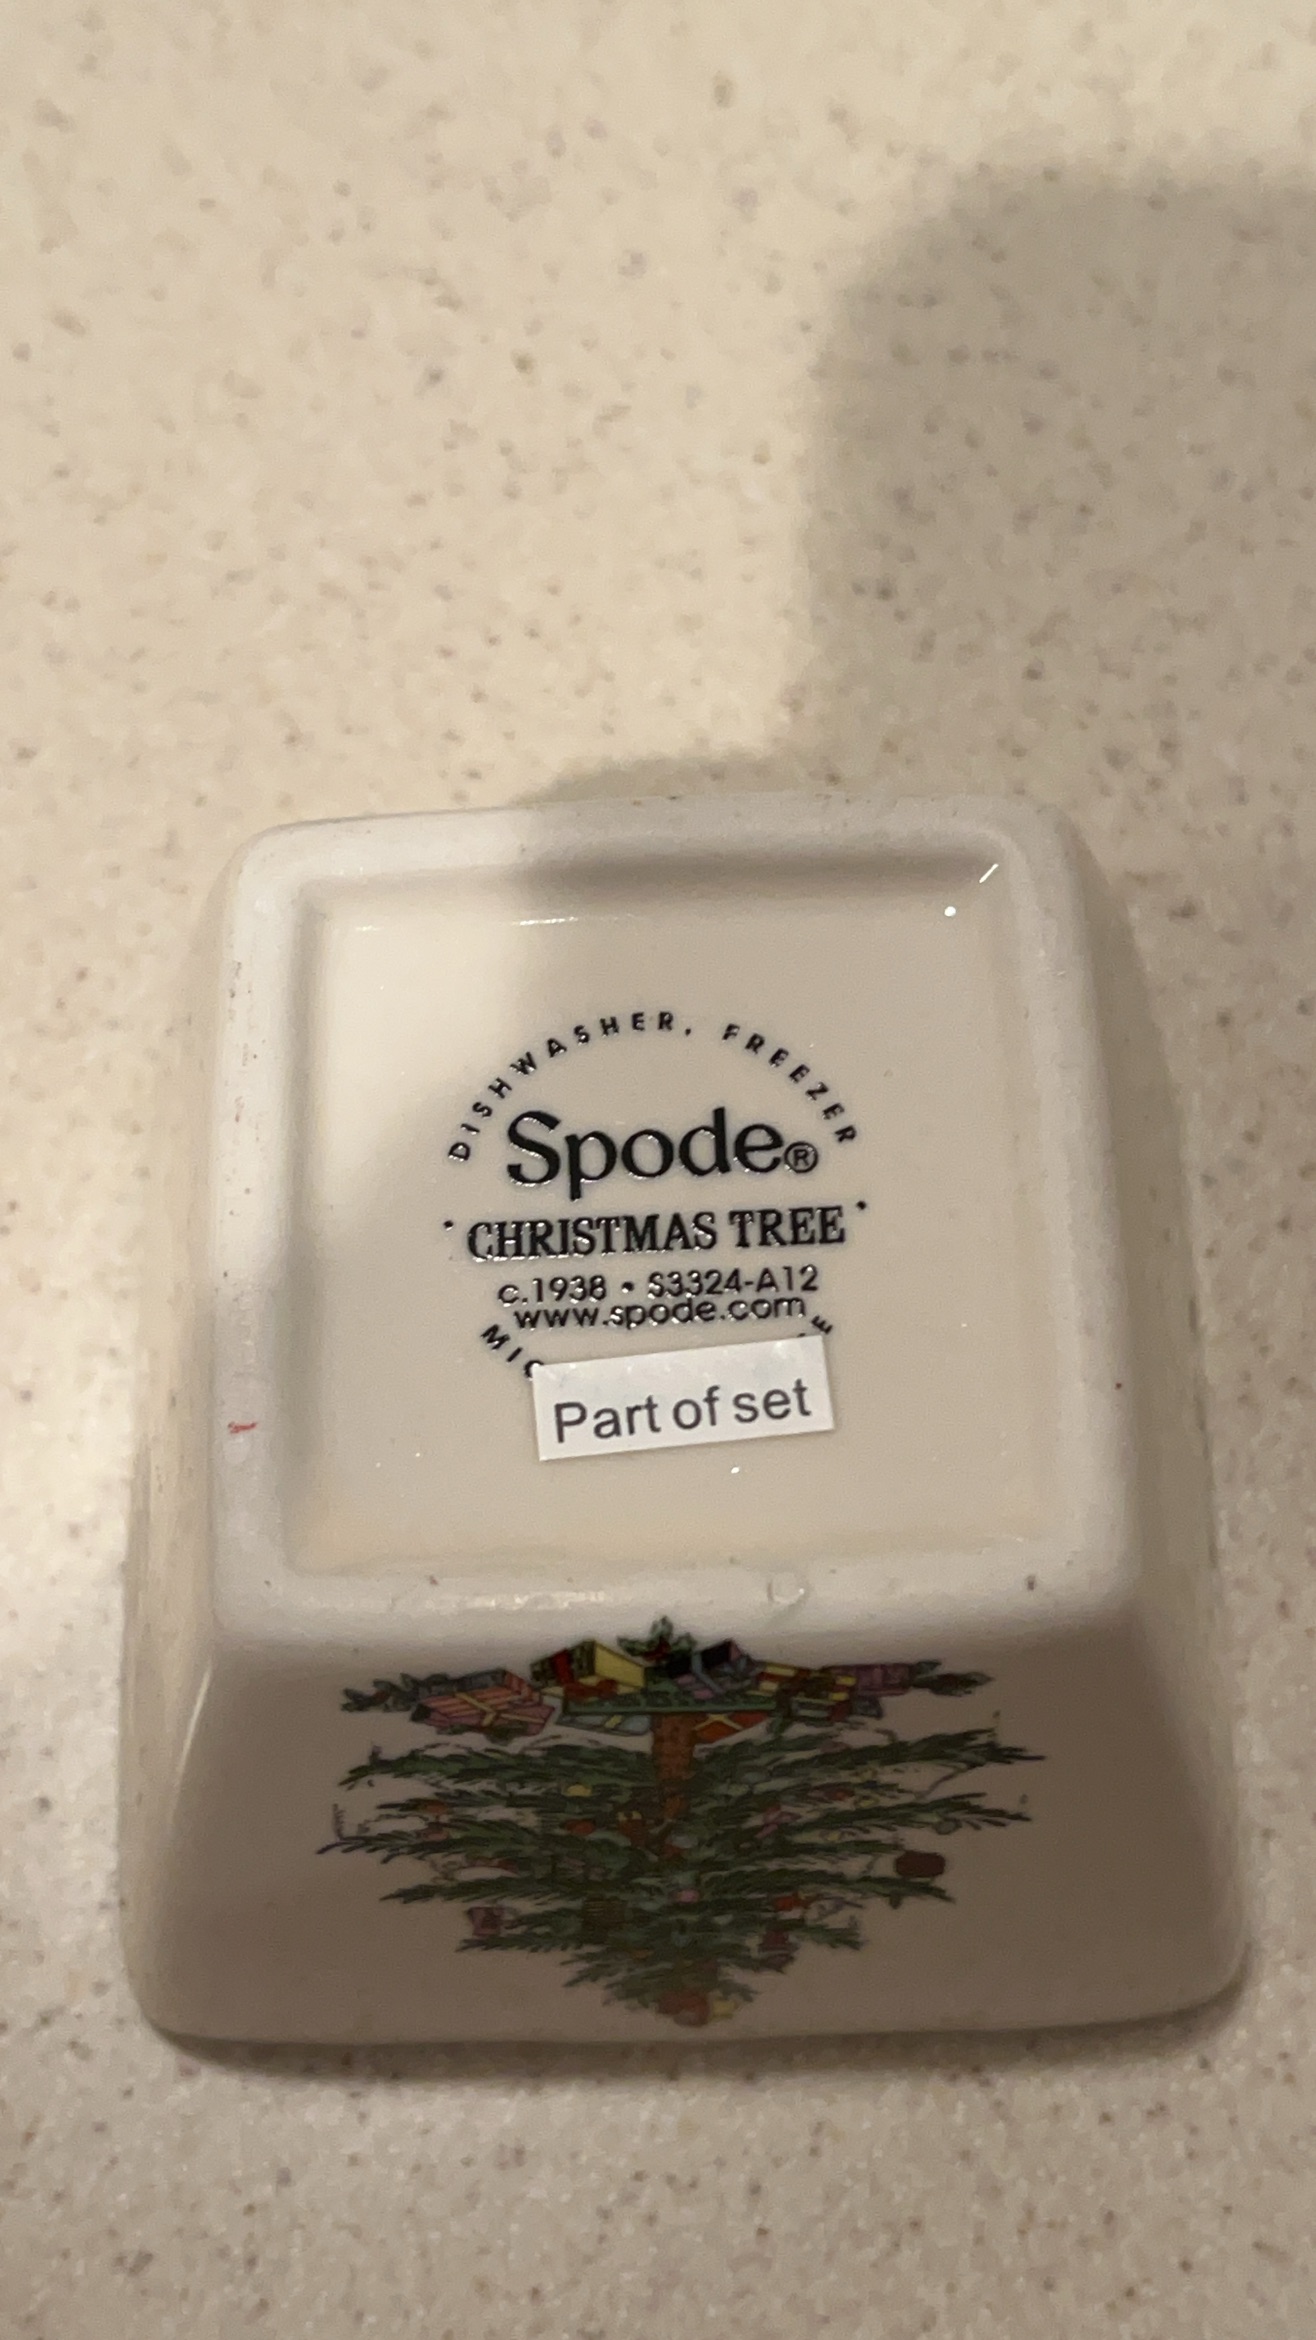 DISHWASHER, FREEZER
Spode®
CHRISTMAS TREE
c.1938 • S3324-A12
www.spode.com
Part of set